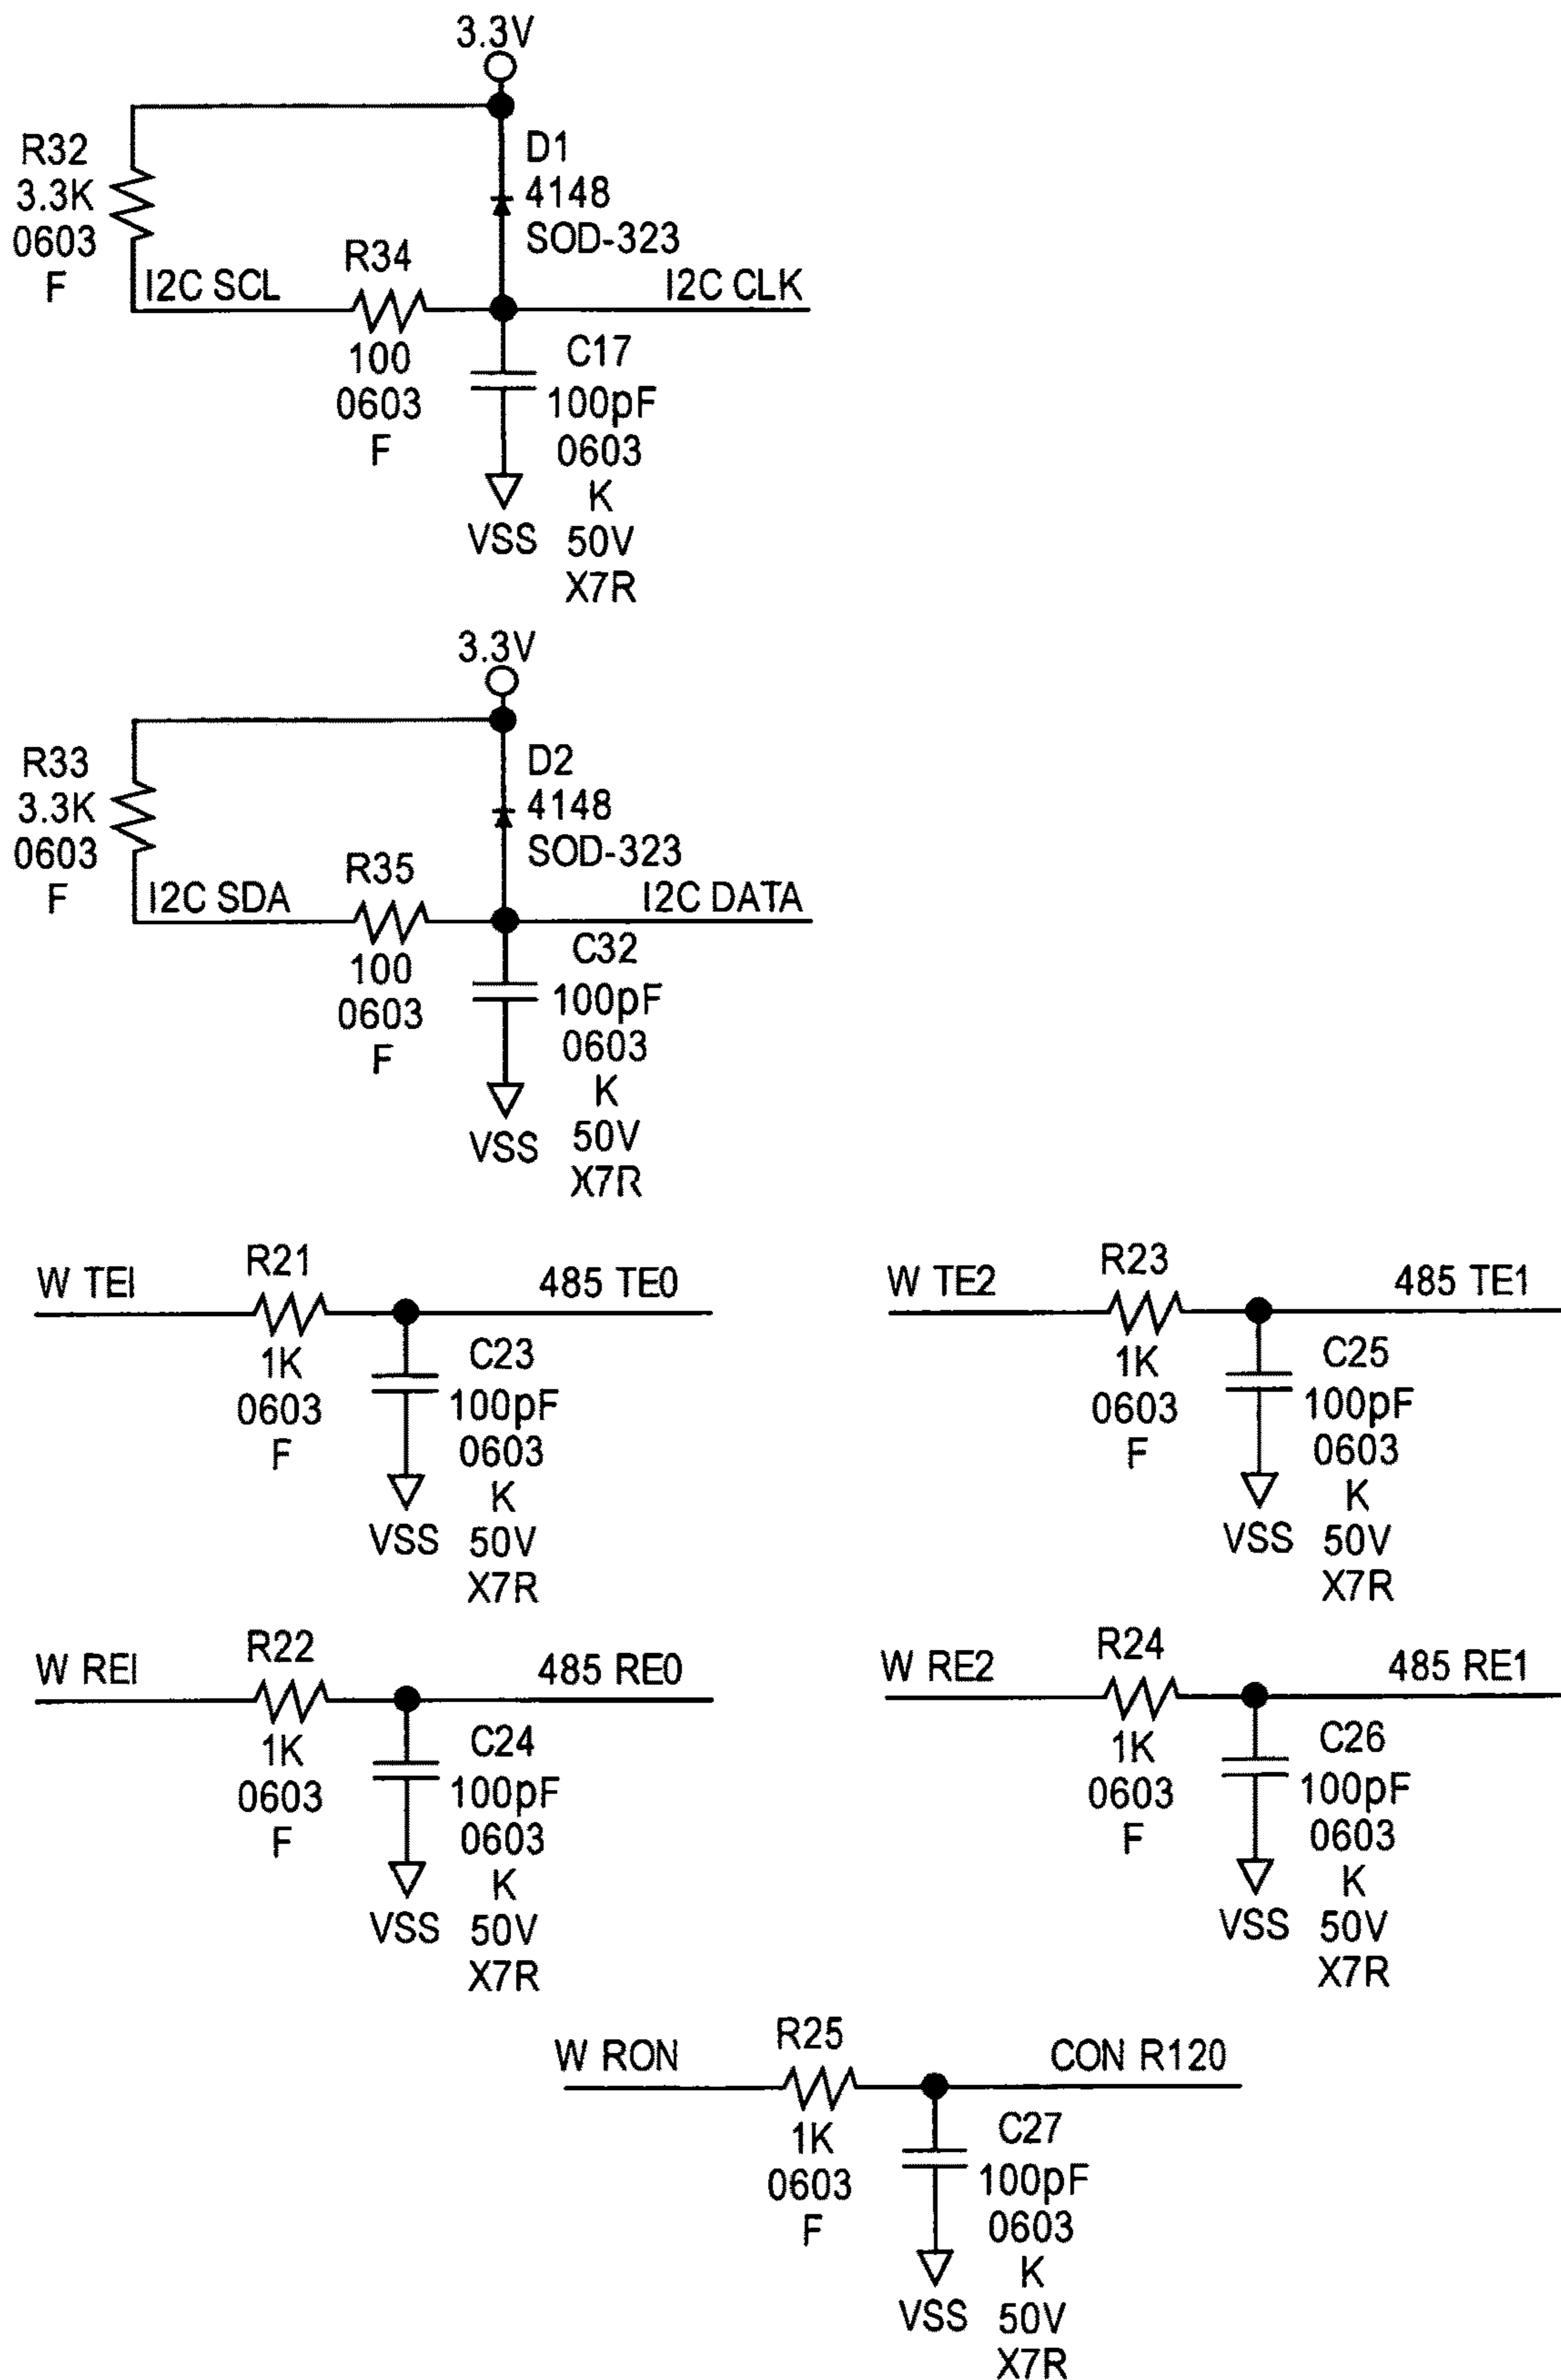 3.3V
R32
3.3K
0603
F
D1
4148
SOD-323
I2C SCL
R34
100
0603
F
I2C CLK
C17
100pF
0603
K
50V
X7R
VSS
3.3V
R33
3.3K
0603
F
D2
4148
SOD-323
I2C SDA
R35
100
0603
F
I2C DATA
C32
100pF
0603
K
50V
X7R
VSS
W TEI
R21
1K
0603
F
485 TE0
C23
100pF
0603
K
50V
X7R
VSS
W TE2
R23
1K
0603
F
485 TE1
C25
100pF
0603
K
50V
X7R
VSS
W REI
R22
1K
0603
F
485 RE0
C24
100pF
0603
K
50V
X7R
VSS
W RE2
R24
1K
0603
F
485 RE1
C26
100pF
0603
K
50V
X7R
VSS
W RON
R25
1K
0603
F
CON R120
C27
100pF
0603
K
50V
X7R
VSS